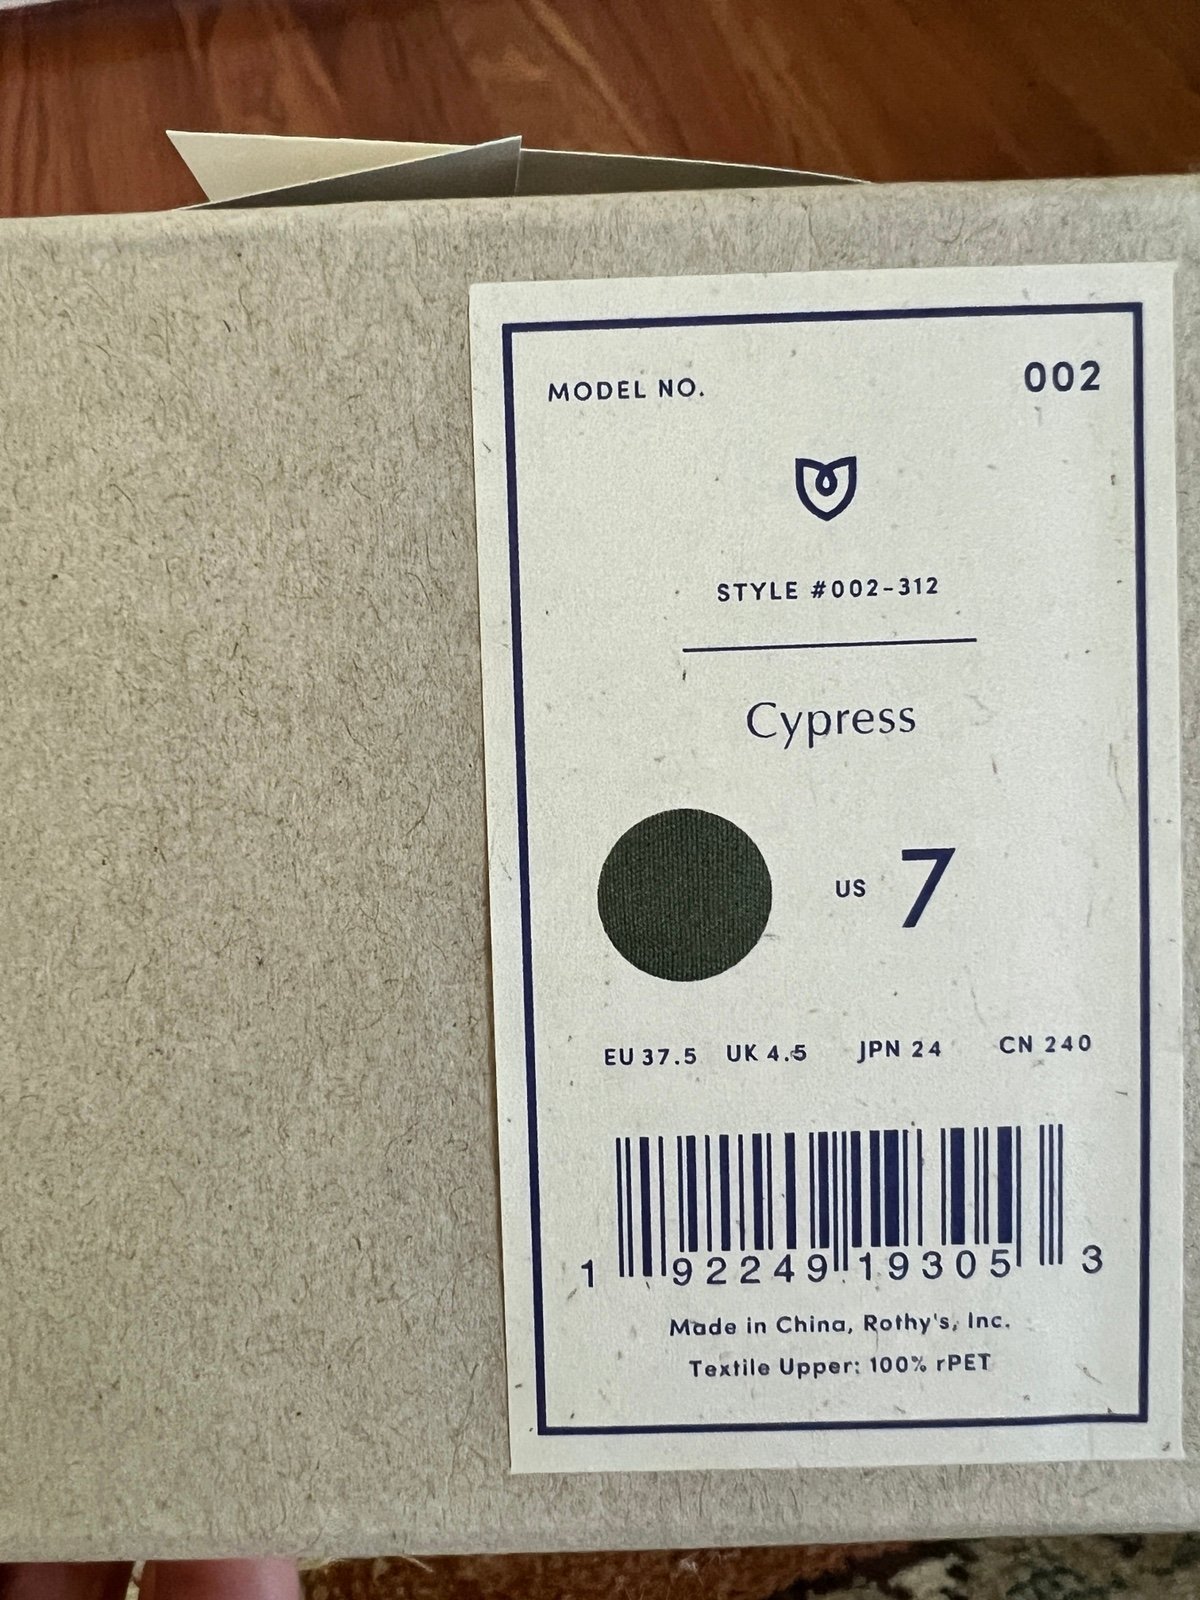 MODEL NO. 002
STYLE #002-312
Cypress
US 7
EU 37.5 UK 4.5 JPN 24 CN 240
1 92249 19305 3
Made in China, Rothy's, Inc.
Textile Upper: 100% rPET